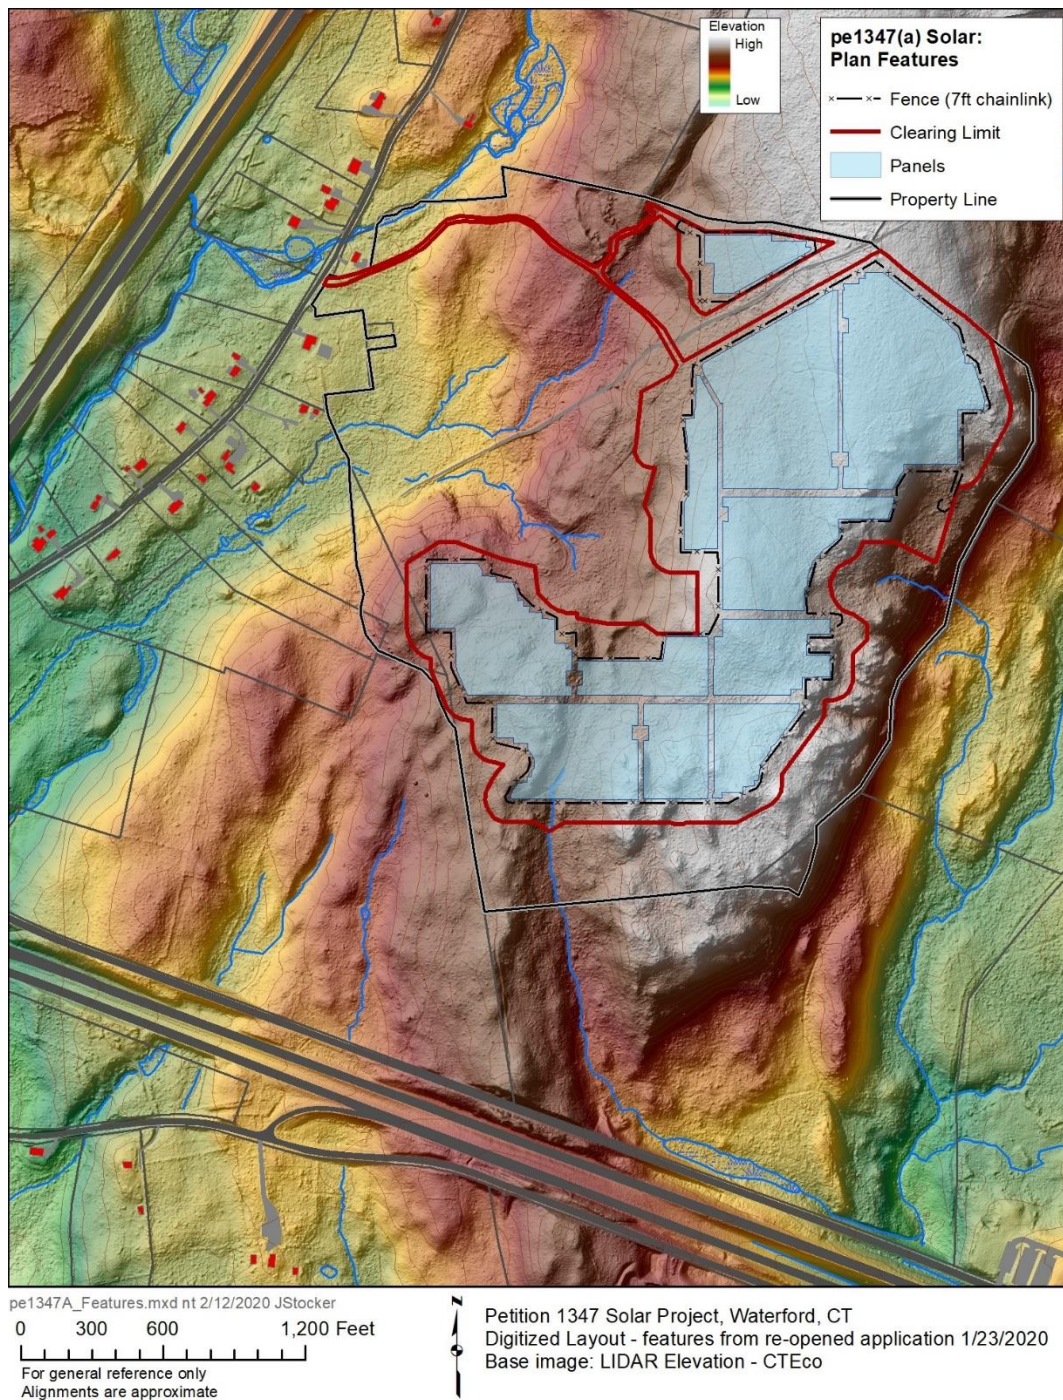 Elevation
High
Low
pe1347(a) Solar:
Plan Features
Fence (7ft chainlink)
Clearing Limit
Panels
Property Line
pe1347A_Features.mxd nt 2/12/2020 JStocker
0 300 600 1,200 Feet
For general reference only
Alignments are approximate
N
Petition 1347 Solar Project, Waterford, CT
Digitized Layout - features from re-opened application 1/23/2020
Base image: LIDAR Elevation - CTEco